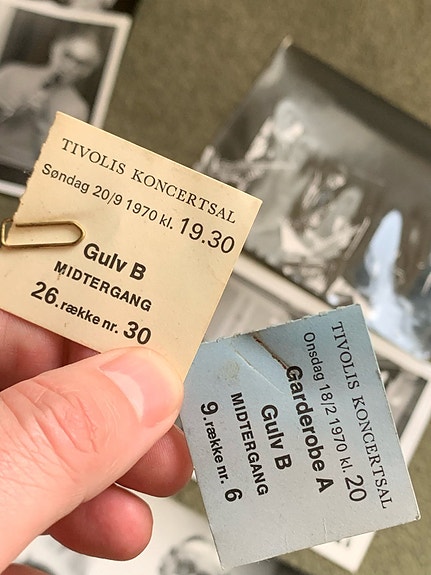 TIVOLIS KONCERTSAL
Søndag 20/9 1970 kl. 19.30
Gulv B
MIDTERGANG
26. række nr. 30
TIVOLIS KONCERTSAL
Onsdag 18/2 1970 kl. 20
Garderobe A
Gulv B
MIDTERGANG
9. række nr. 6